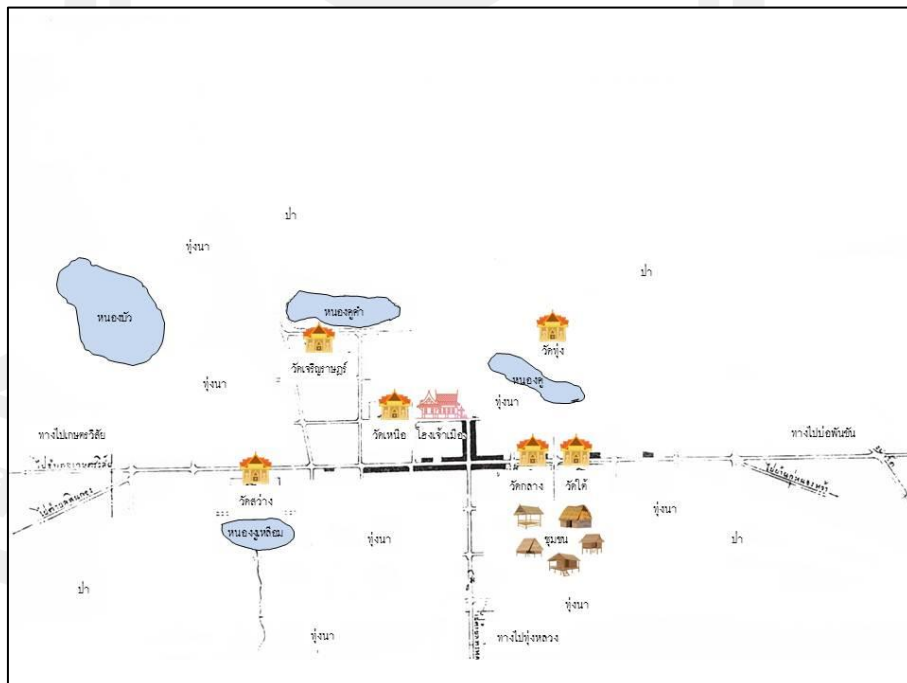 ป่า
ทุ่งนา
ป่า
หนองบัว
หนองคูคำ
วัดทุ่ง
วัดเจริญราษฎร์
หนองคู
ทุ่งนา
ทุ่งนา
วัดเหนือ
โฮงเจ้าเมือง
ทางไปเกษตรวิสัย
ทางไปบ่อพันขัน
วัดสว่าง
วัดกลาง
วัดใต้
ทุ่งนา
หนองงูเหลือม
ทุ่งนา
ชุมชน
ป่า
ป่า
ทุ่งนา
ทุ่งนา
ทางไปทุ่งหลวง